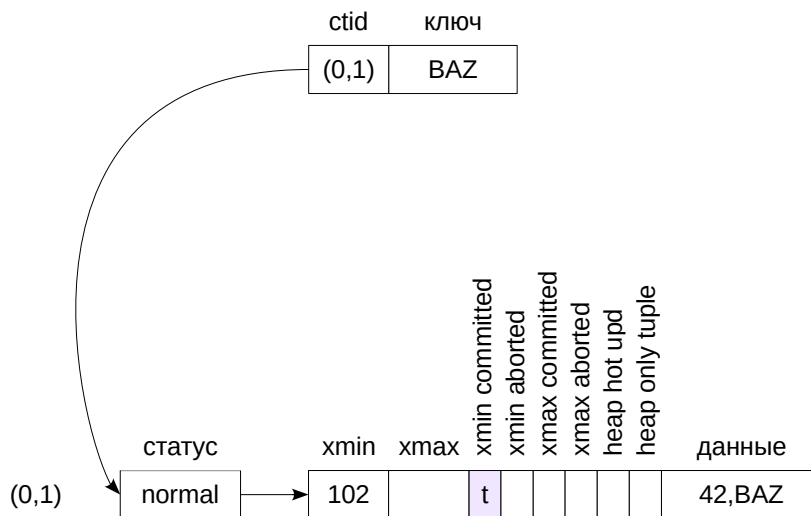 ctid ключ
(0,1) BAZ
xmin committed
xmin aborted
xmax committed
xmax aborted
heap hot upd
heap only tuple
статус xmin xmax данные
(0,1) normal 102 t 42,BAZ